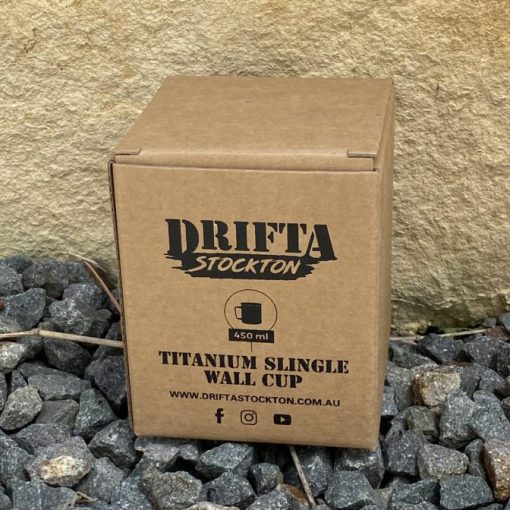 DRIFTA
STOCKTON
450 ml
TITANIUM SLINGLE
WALL CUP
WWW.DRIFTASTOCKTON.COM.AU